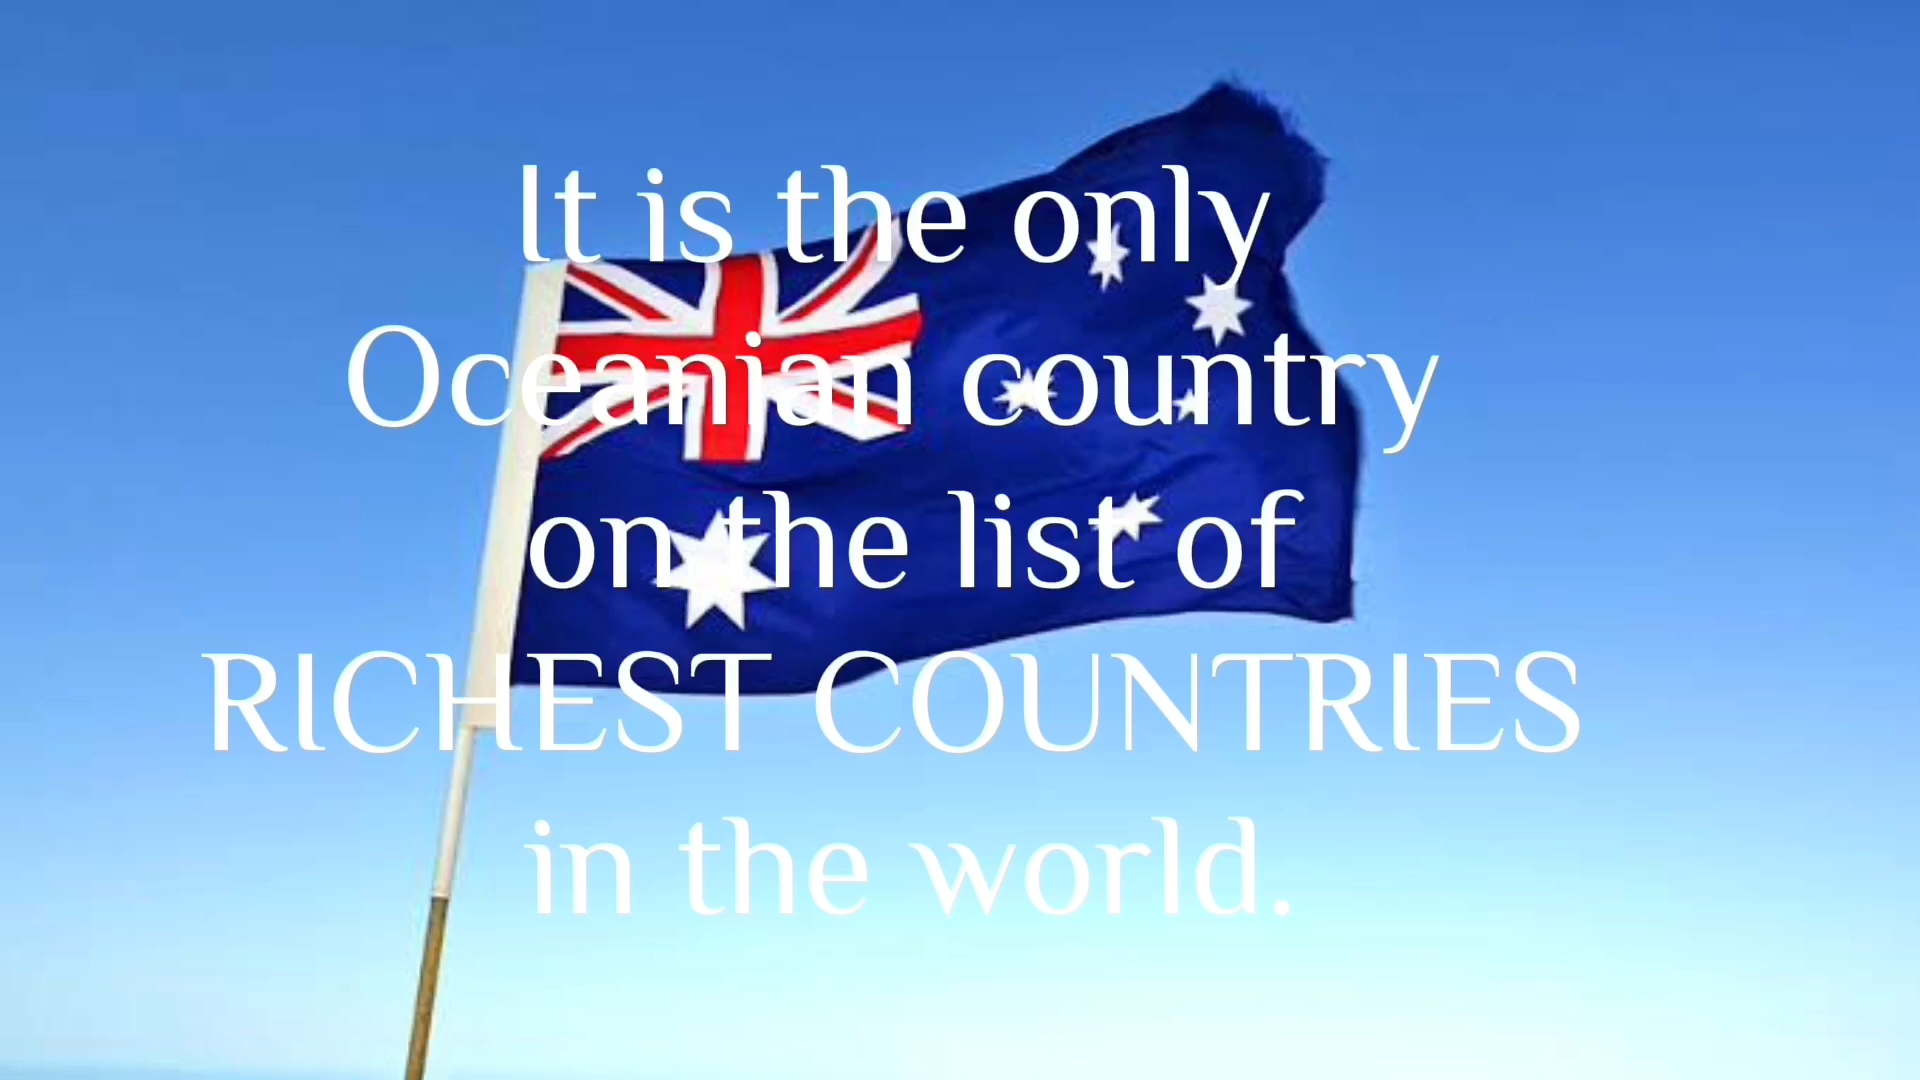 It is the only
Oceanian country
on the list of
RICHEST COUNTRIES
in the world.